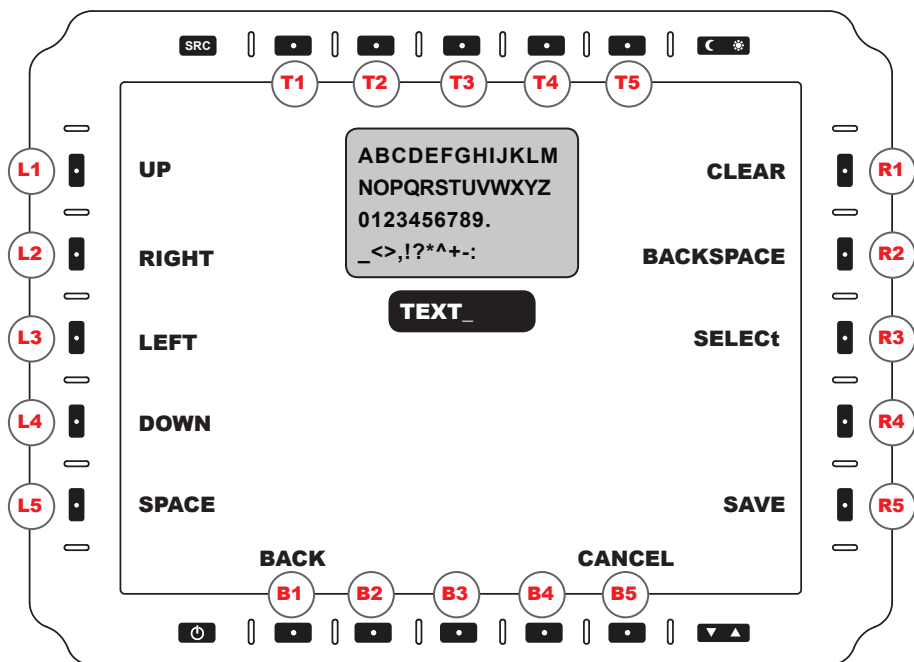 SRC
T1 T2 T3 T4 T5
L1 UP
ABCDEFGHIJKLM
NOPQRSTUVWXYZ
0123456789.
_<>,!?*^+-:
CLEAR R1
L2 RIGHT
BACKSPACE R2
TEXT_
L3 LEFT
SELECt R3
L4 DOWN
R4
L5 SPACE
SAVE R5
BACK CANCEL
B1 B2 B3 B4 B5